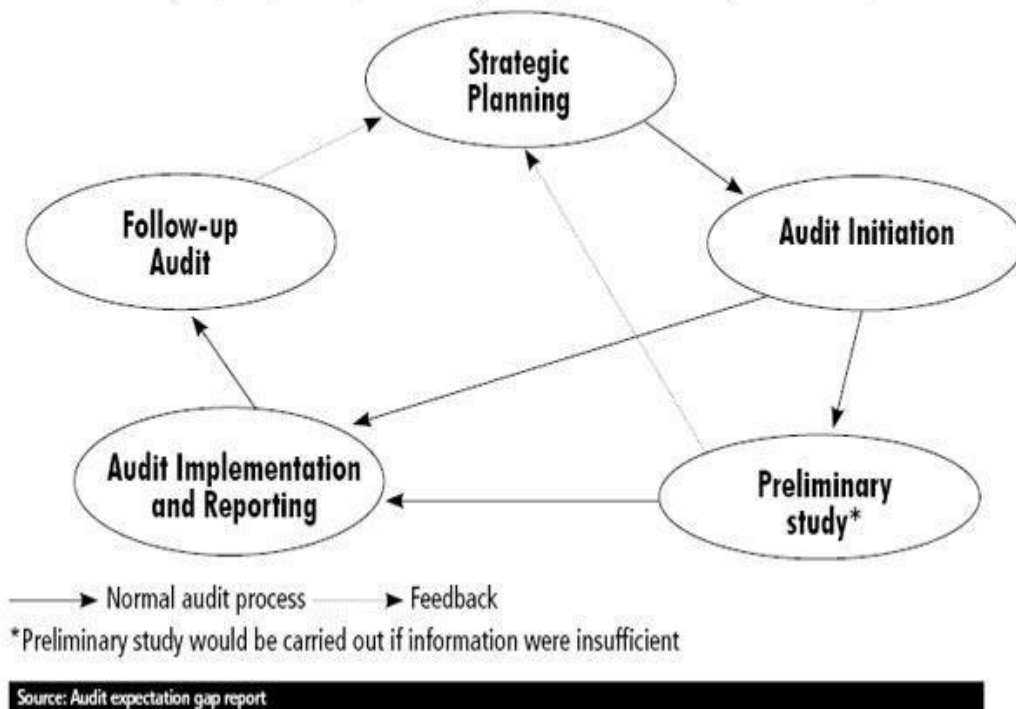 Strategic
Planning
Audit Initiation
Follow-up
Audit
Audit Implementation
and Reporting
Preliminary
study*
Normal audit process
Feedback
*Preliminary study would be carried out if information were insufficient
Source: Audit expectation gap report